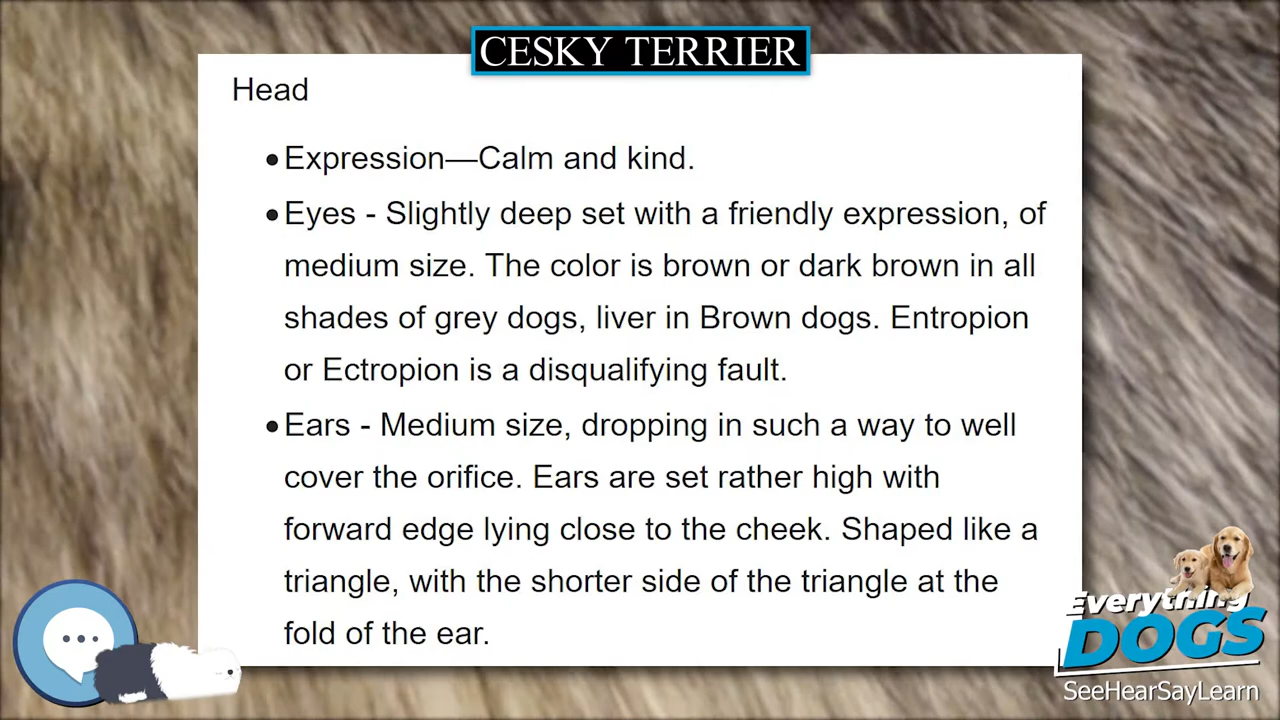 CESKY TERRIER
Head
•Expression—Calm and kind.
•Eyes - Slightly deep set with a friendly expression, of
medium size. The color is brown or dark brown in all
shades of grey dogs, liver in Brown dogs. Entropion
or Ectropion is a disqualifying fault.
•Ears - Medium size, dropping in such a way to well
cover the orifice. Ears are set rather high with
forward edge lying close to the cheek. Shaped like a
triangle, with the shorter side of the triangle at the
fold of the ear.
Everything
DOGS
SeeHearSayLearn